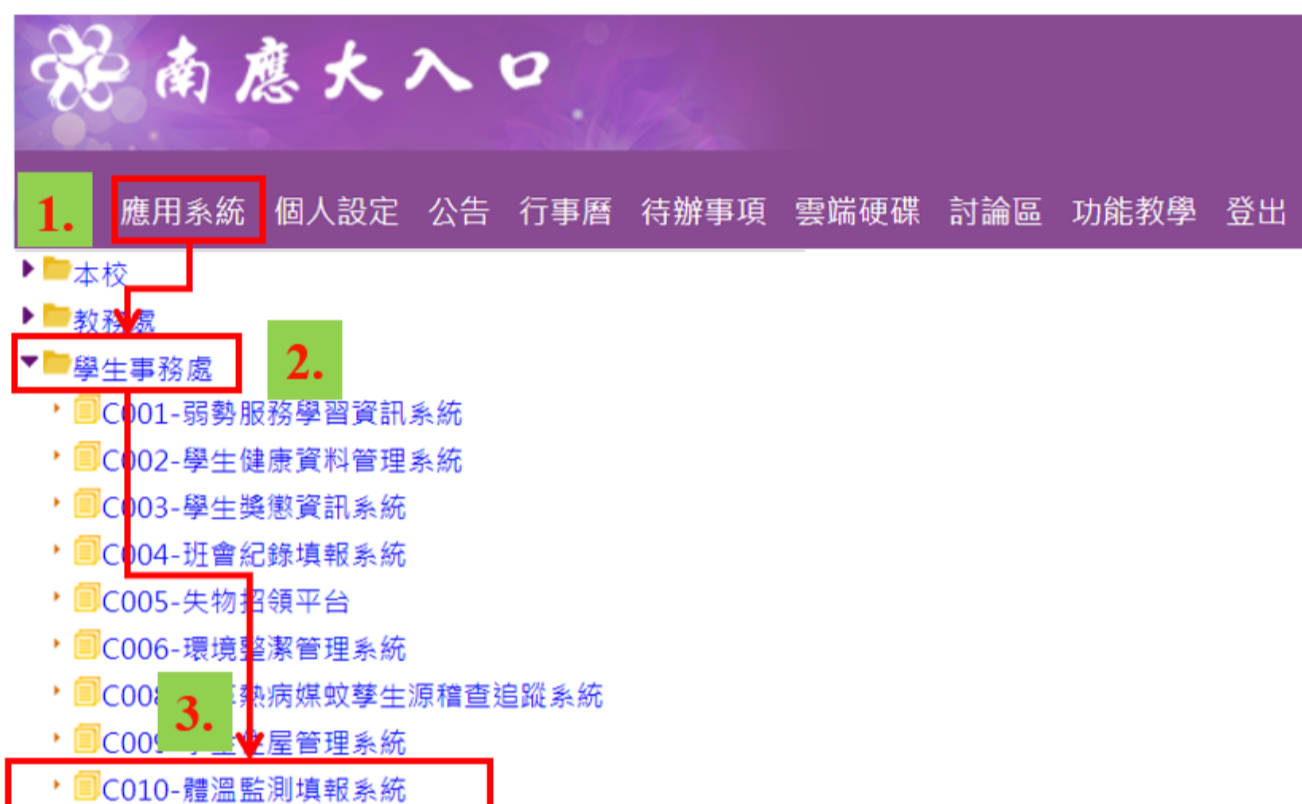 南應大入口
1. 應用系統 個人設定 公告 行事曆 待辦事項 雲端硬碟 討論區 功能教學 登出
本校
教務處
學生事務處 2.
C001-弱勢服務學習資訊系統
C002-學生健康資料管理系統
C003-學生獎懲資訊系統
C004-班會紀錄填報系統
C005-失物招領平台
C006-環境整潔管理系統
C008 熱病媒蚊孳生源稽查追蹤系統
3.
C009 屋管理系統
C010-體溫監測填報系統